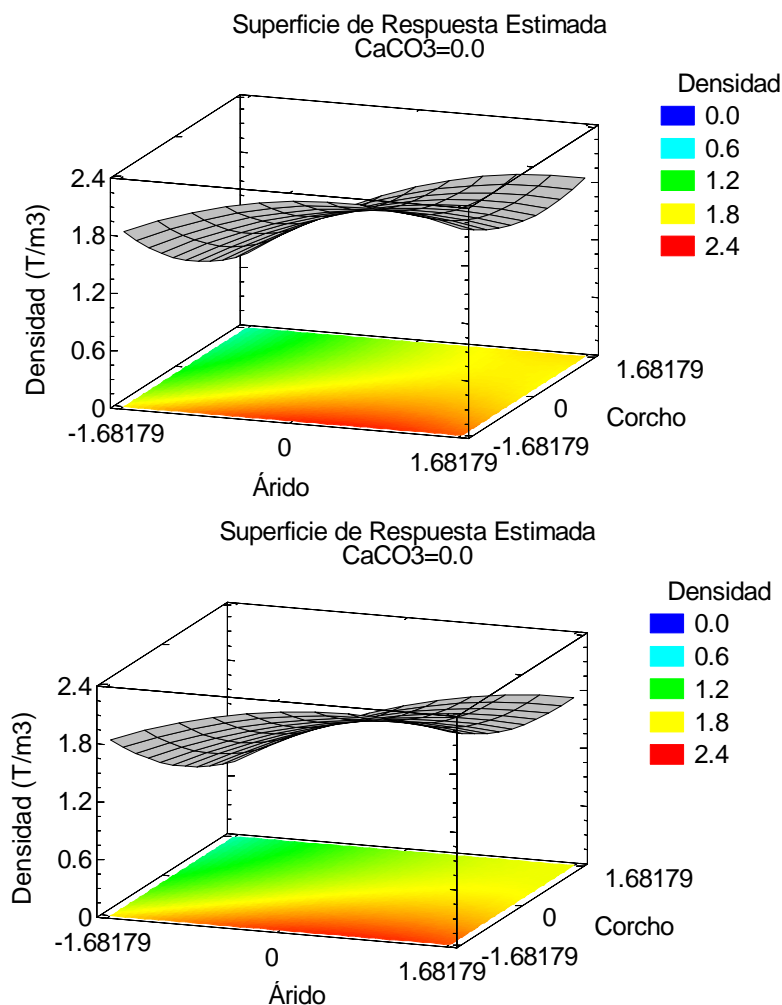 Superficie de Respuesta Estimada
CaCO3=0.0
Densidad
0.0
0.6
1.2
1.8
2.4
Densidad (T/m3)
2.4
1.8
1.2
0.6
0
-1.68179
0
1.68179
Árido
-1.68179
0
1.68179
Corcho
Superficie de Respuesta Estimada
CaCO3=0.0
Densidad
0.0
0.6
1.2
1.8
2.4
Densidad (T/m3)
2.4
1.8
1.2
0.6
0
-1.68179
0
1.68179
Árido
-1.68179
0
1.68179
Corcho